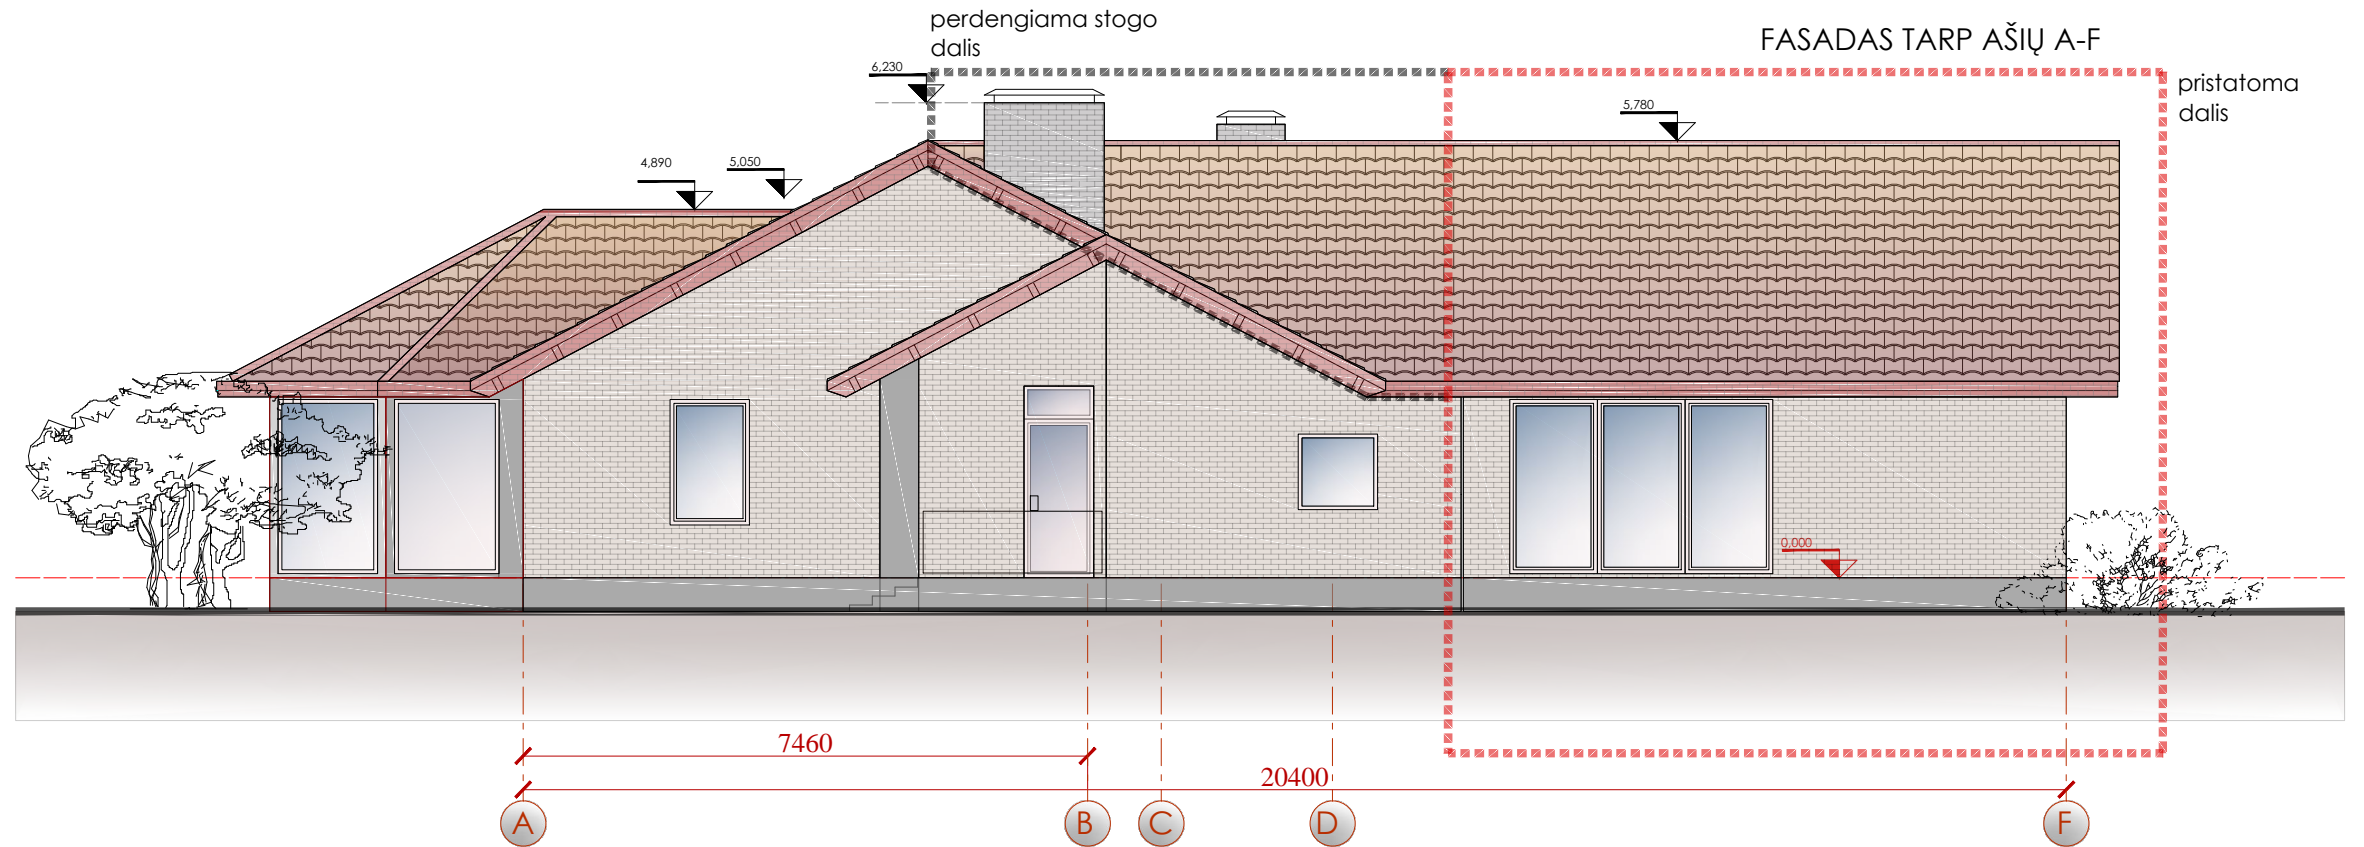 perdengiama stogo
dalis
FASADAS TARP AŠIŲ A-F
pristatoma
dalis
6,230
5,780
4,890
5,050
0,000
7460
20400
A
B
C
D
F